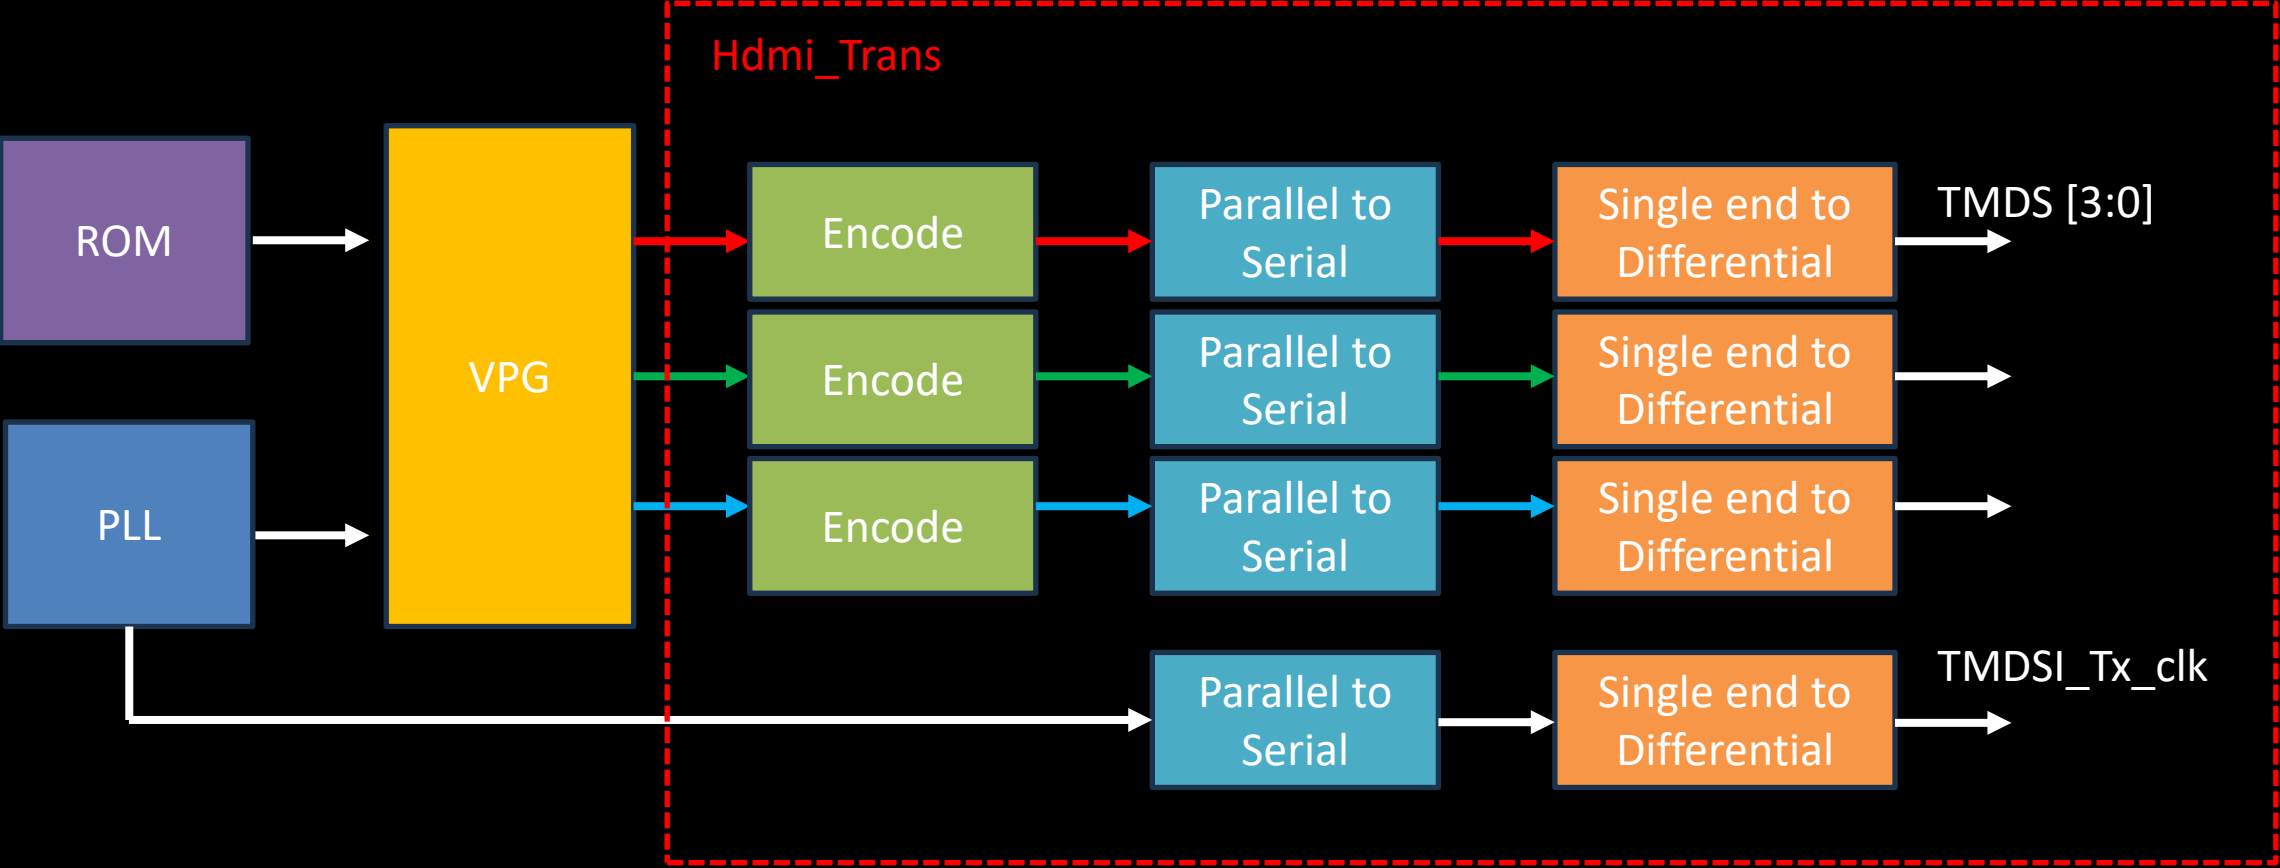 Hdmi_Trans
ROM
PLL
VPG
Encode
Parallel to
Serial
Single end to
Differential
TMDS [3:0]
Encode
Parallel to
Serial
Single end to
Differential
Encode
Parallel to
Serial
Single end to
Differential
Parallel to
Serial
Single end to
Differential
TMDSI_Tx_clk